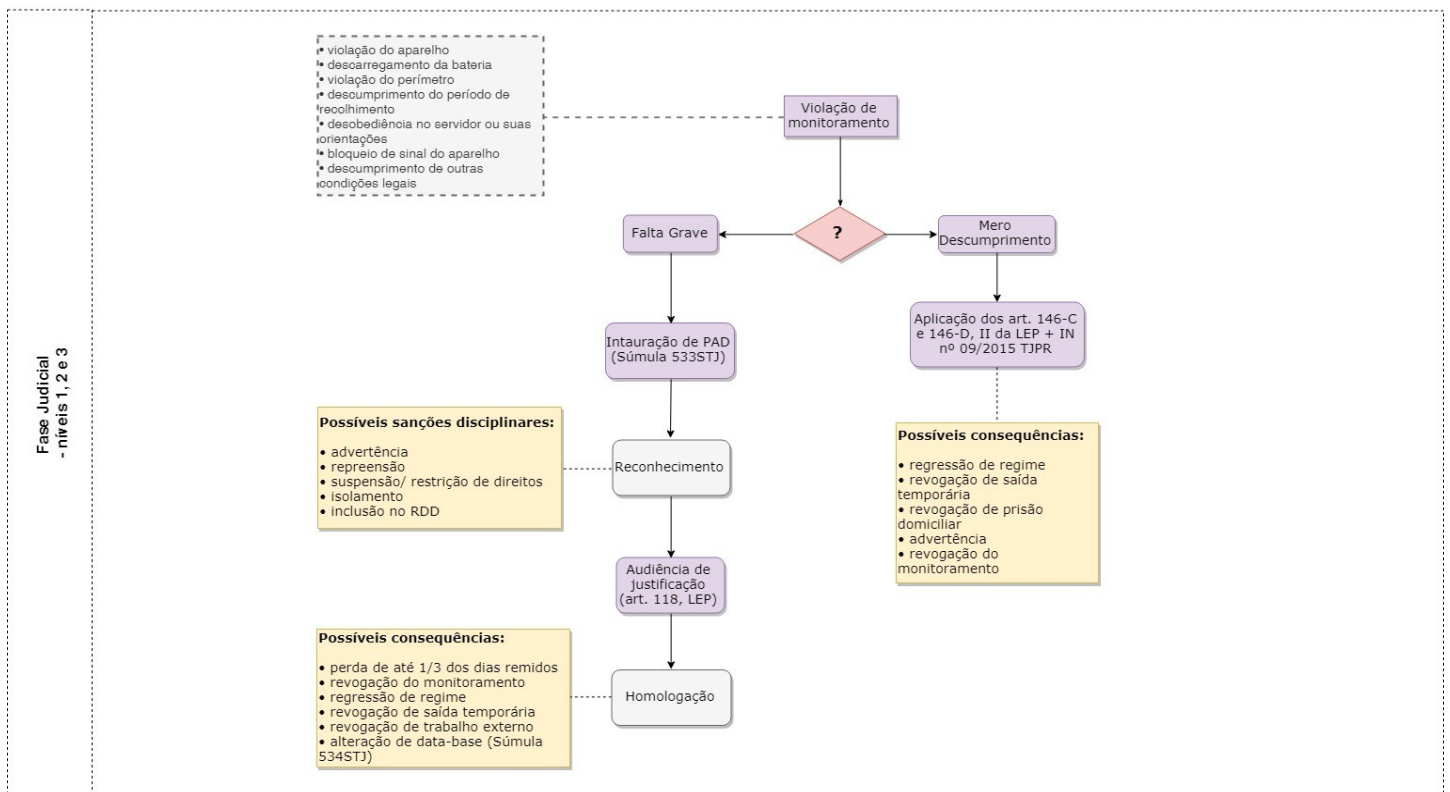 Fase Judicial
- níveis 1, 2 e 3
• violação do aparelho
• descarregamento da bateria
• violação do perímetro
• descumprimento do período de
recolhimento
• desobediência no servidor ou suas
orientações
• bloqueio de sinal do aparelho
• descumprimento de outras
condições legais
Violação de
monitoramento
?
Falta Grave
Mero
Descumprimento
Intauração de PAD
(Súmula 533STJ)
Aplicação dos art. 146-C
e 146-D, II da LEP + IN
nº 09/2015 TJPR
Possíveis sanções disciplinares:
• advertência
• repreensão
• suspensão/ restrição de direitos
• isolamento
• inclusão no RDD
Reconhecimento
Possíveis consequências:
• regressão de regime
• revogação de saída
temporária
• revogação de prisão
domiciliar
• advertência
• revogação do
monitoramento
Audiência de
justificação
(art. 118, LEP)
Possíveis consequências:
• perda de até 1/3 dos dias remidos
• revogação do monitoramento
• regressão de regime
• revogação de saída temporária
• revogação de trabalho externo
• alteração de data-base (Súmula
534STJ)
Homologação